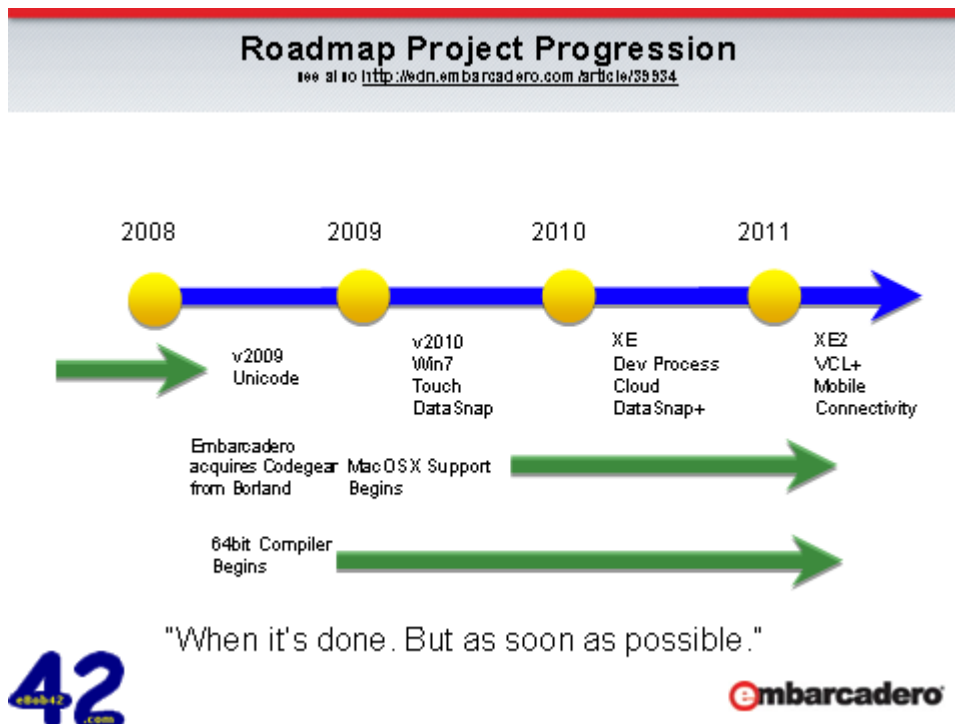 Roadmap Project Progression
see also http://edn.embarcadero.com/article/39934
2008
2009
2010
2011
v2009
Unicode
v2010
Win7
Touch
DataSnap
XE
Dev Process
Cloud
DataSnap+
XE2
VCL+
Mobile
Connectivity
Embarcadero
acquires Codegear
from Borland
MacOSX Support
Begins
64bit Compiler
Begins
"When it's done. But as soon as possible."
42
eBob42
.com
embarcadero